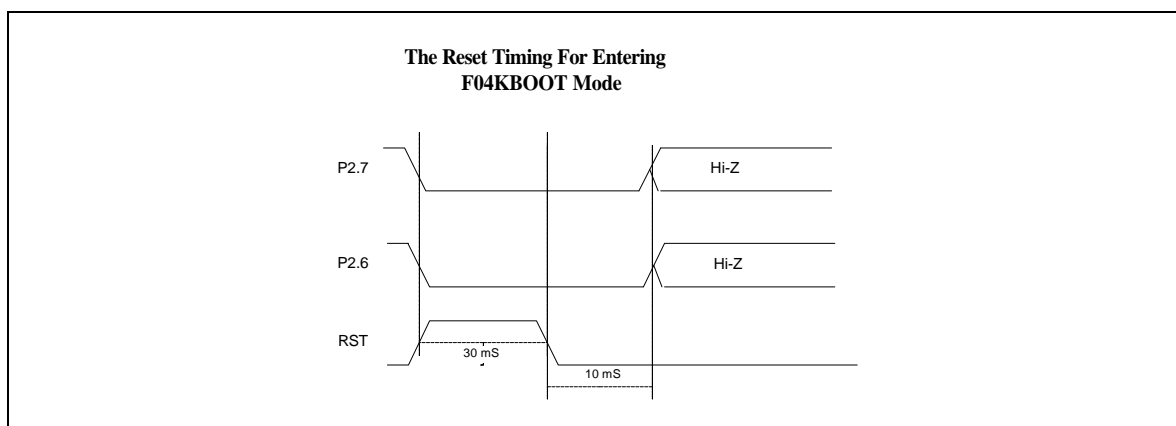 The Reset Timing For Entering
F04KBOOT Mode
P2.7
Hi-Z
P2.6
Hi-Z
RST
30 mS
10 mS